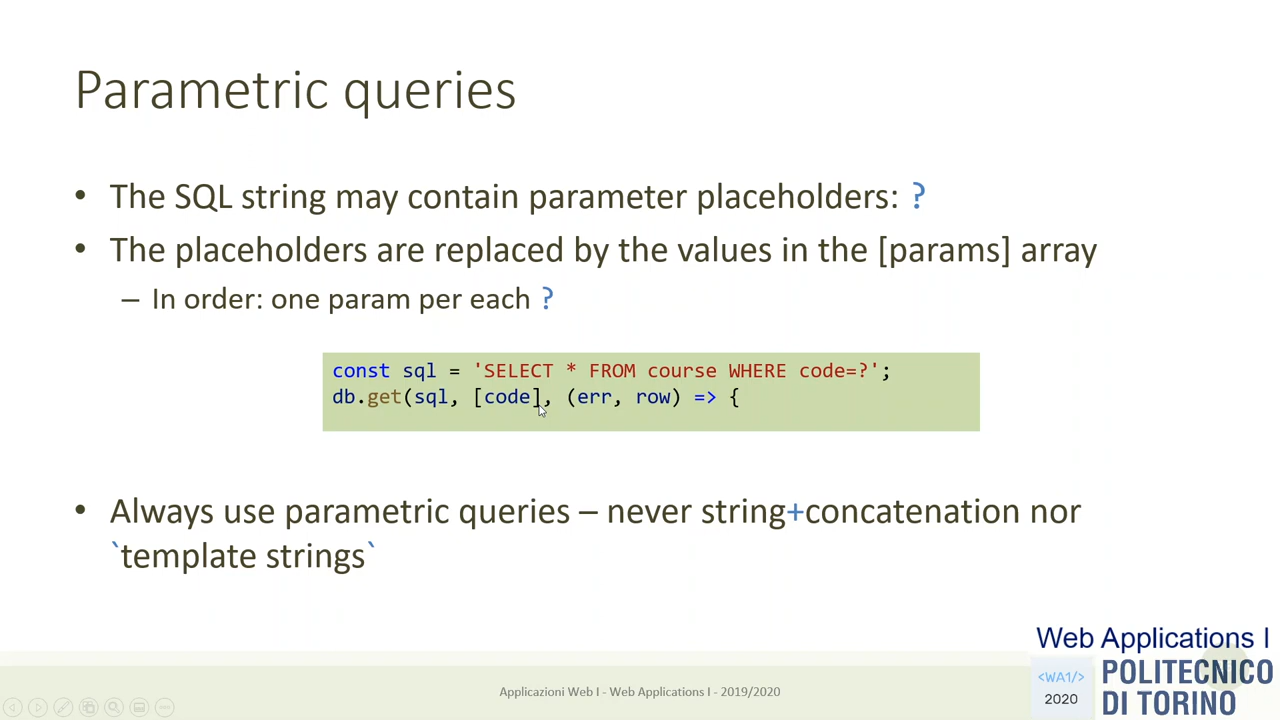 Parametric queries
• The SQL string may contain parameter placeholders: ?
• The placeholders are replaced by the values in the [params] array
– In order: one param per each ?
const sql = 'SELECT * FROM course WHERE code=?';
db.get(sql, [code], (err, row) => {
• Always use parametric queries – never string+concatenation nor
`template strings`
Web Applications I
Applicazioni Web I - Web Applications I - 2019/2020
<WA1/>
2020
POLITECNICO
DI TORINO